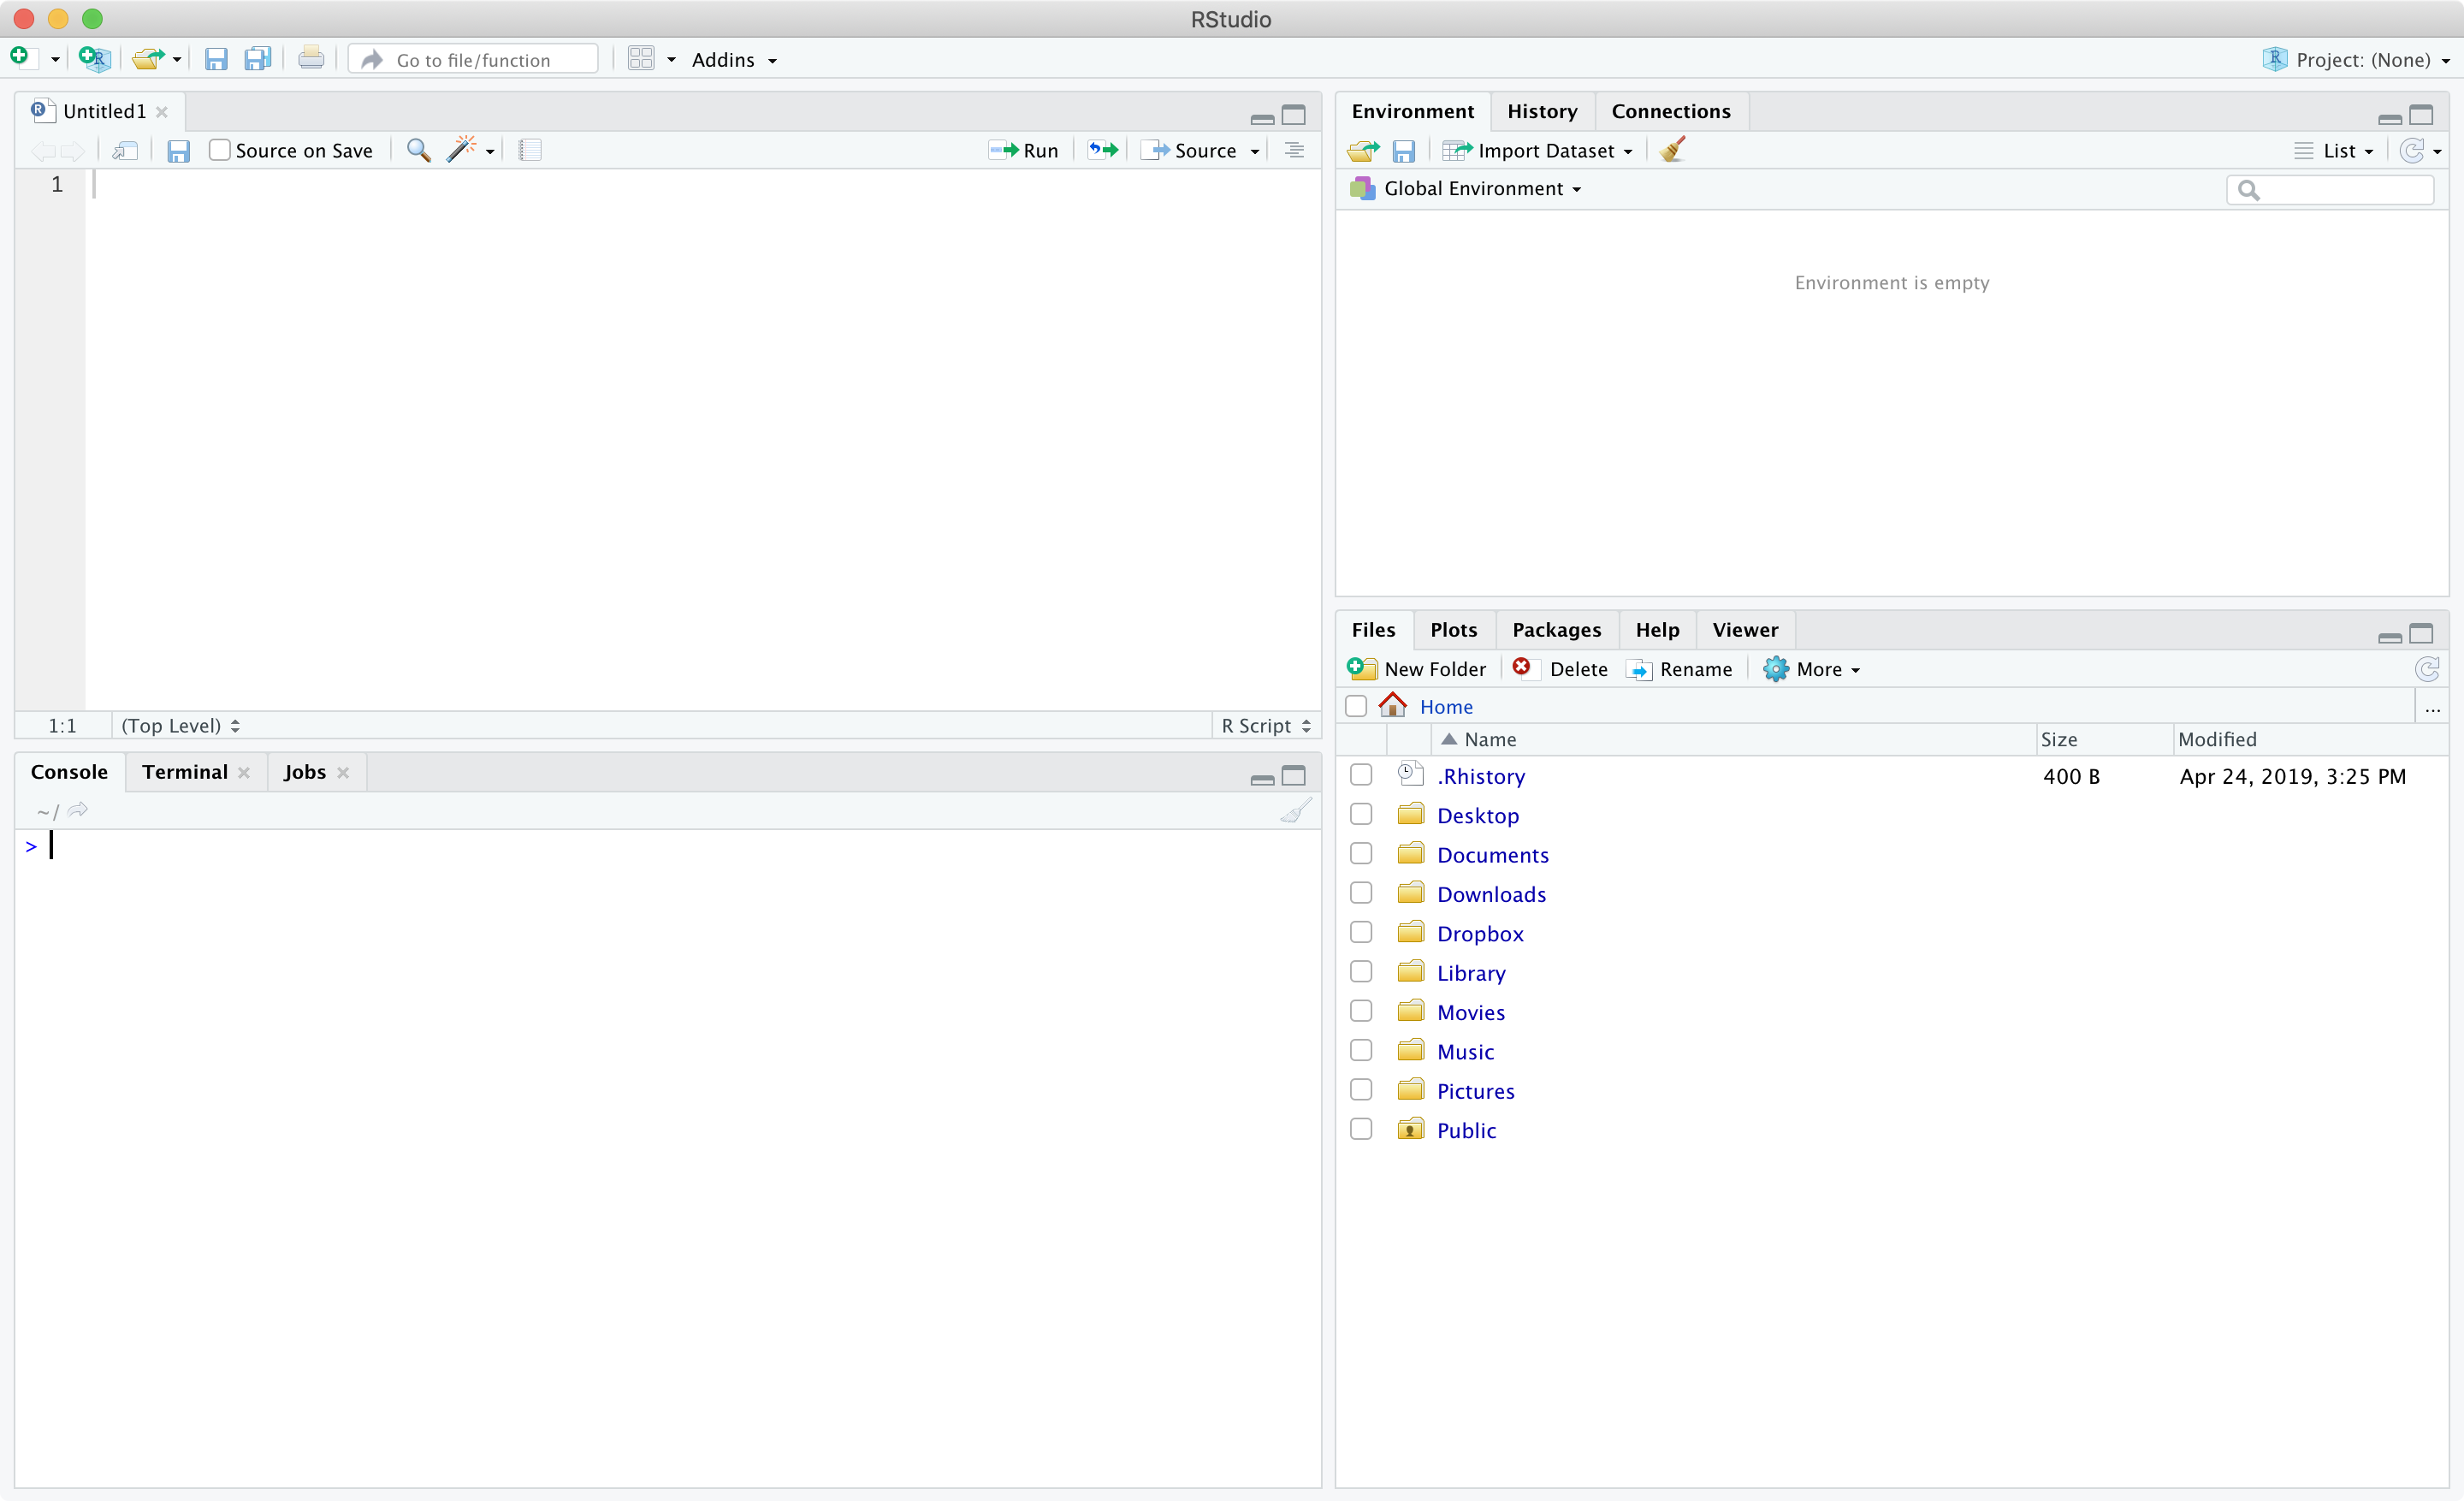 RStudio
Go to file/function Addins Project: (None)
Untitled1
Source on Save Run Source
1
1:1 (Top Level) R Script
Console Terminal Jobs
~/
>
Environment History Connections
Import Dataset List
Global Environment
Environment is empty
Files Plots Packages Help Viewer
New Folder Delete Rename More
Home ...
Name Size Modified
.Rhistory 400 B Apr 24, 2019, 3:25 PM
Desktop
Documents
Downloads
Dropbox
Library
Movies
Music
Pictures
Public